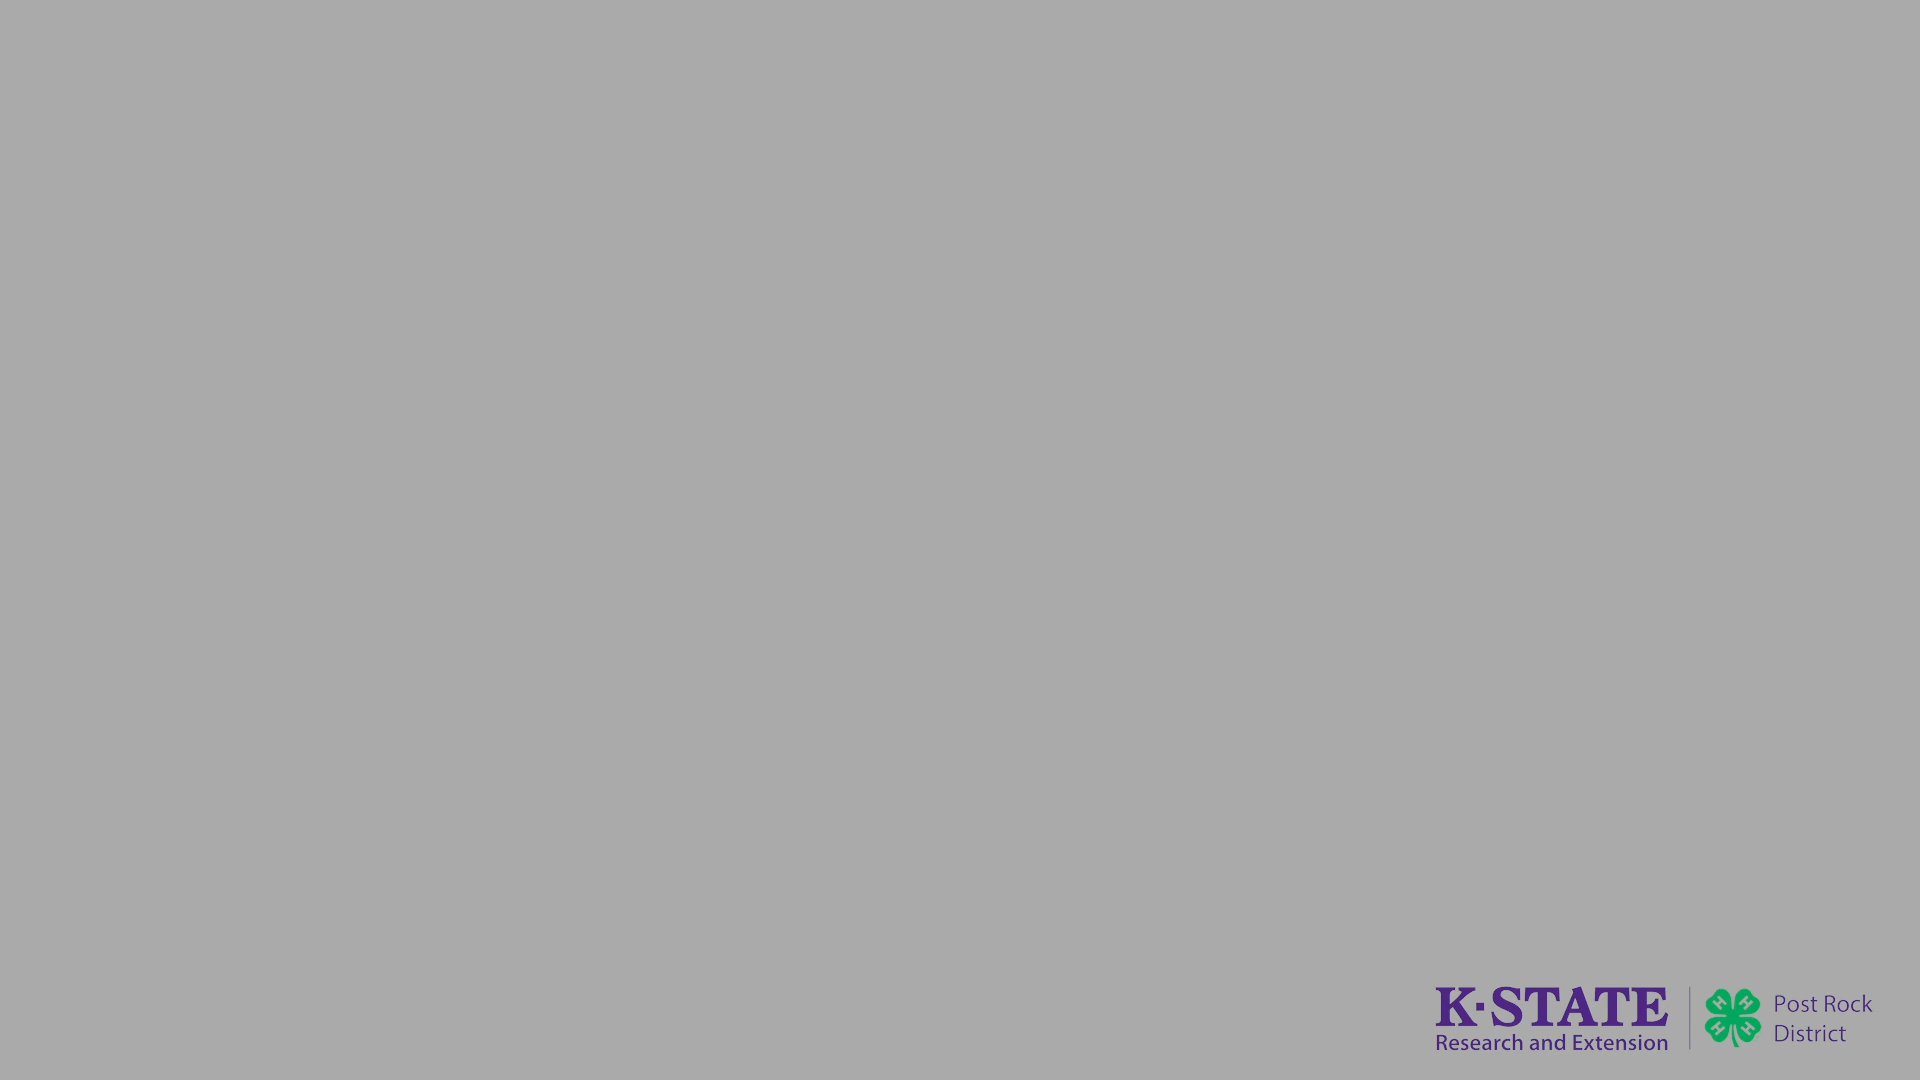 K·STATE
Research and Extension
H H H H
Post Rock
District